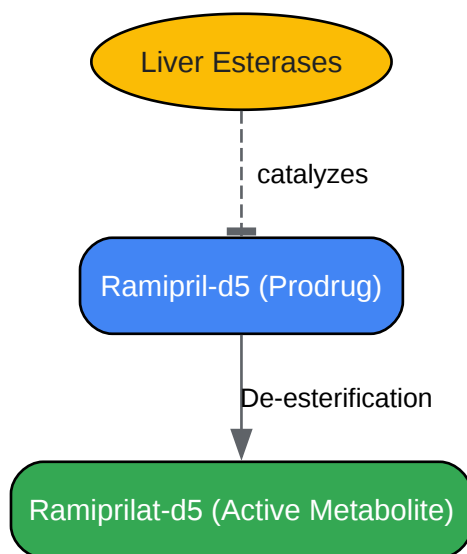 Liver Esterases
catalyzes
Ramipril-d5 (Prodrug)
De-esterification
Ramiprilat-d5 (Active Metabolite)